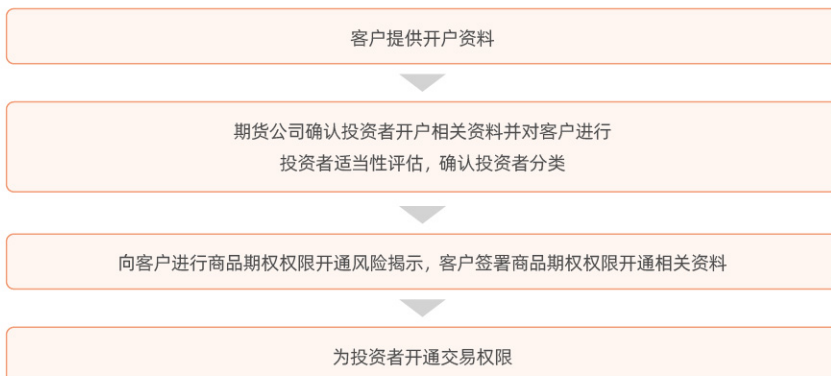 客户提供开户资料
期货公司确认投资者开户相关资料并对客户进行
投资者适当性评估，确认投资者分类
向客户进行商品期权权限开通风险揭示，客户签署商品期权权限开通相关资料
为投资者开通交易权限